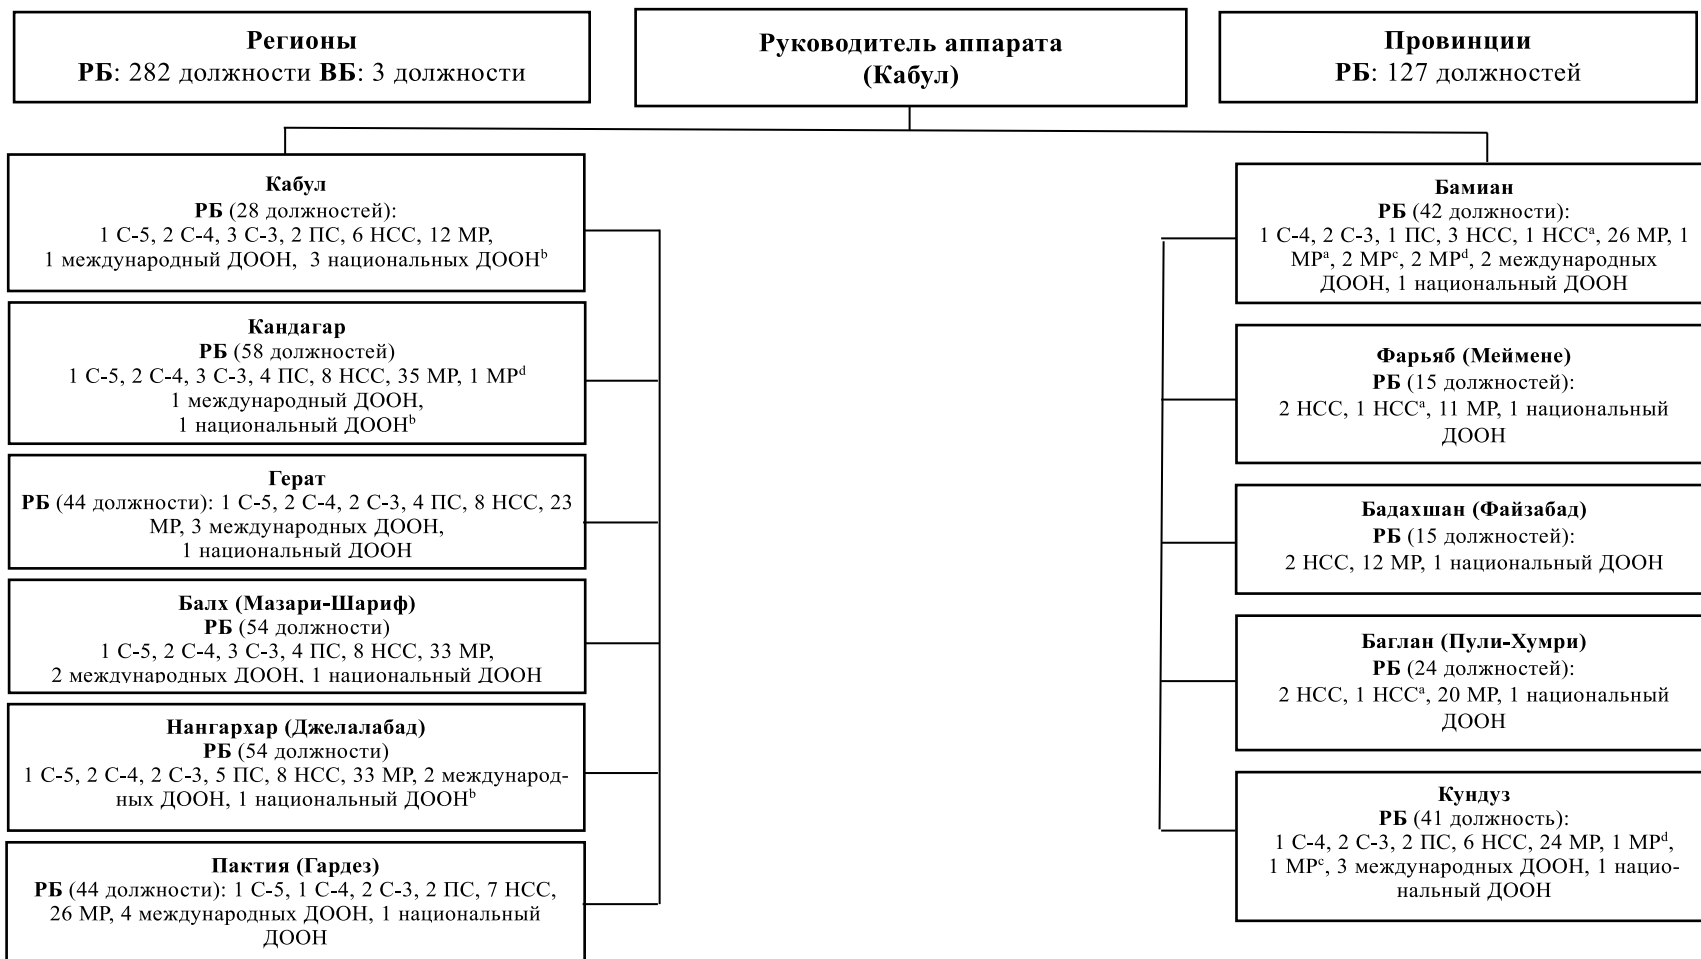 Регионы
РБ: 282 должности ВБ: 3 должности
Руководитель аппарата
(Кабул)
Провинции
РБ: 127 должностей
Кабул
РБ (28 должностей):
1 С-5, 2 С-4, 3 С-3, 2 ПС, 6 НСС, 12 МР,
1 международный ДООН, 3 национальных ДООНᵇ
Кандагар
РБ (58 должностей)
1 С-5, 2 С-4, 3 С-3, 4 ПС, 8 НСС, 35 МР, 1 МРᵈ
1 международный ДООН,
1 национальный ДООНᵇ
Герат
РБ (44 должности): 1 С-5, 2 С-4, 2 С-3, 4 ПС, 8 НСС, 23
МР, 3 международных ДООН,
1 национальный ДООН
Балх (Мазари-Шариф)
РБ (54 должности)
1 С-5, 2 С-4, 3 С-3, 4 ПС, 8 НСС, 33 МР,
2 международных ДООН, 1 национальный ДООН
Нангархар (Джелалабад)
РБ (54 должности)
1 С-5, 2 С-4, 2 С-3, 5 ПС, 8 НСС, 33 МР, 2 международ-
ных ДООН, 1 национальный ДООНᵇ
Пактия (Гардез)
РБ (44 должности): 1 С-5, 1 С-4, 2 С-3, 2 ПС, 7 НСС,
26 МР, 4 международных ДООН, 1 национальный
ДООН
Бамиан
РБ (42 должности):
1 С-4, 2 С-3, 1 ПС, 3 НСС, 1 НССᵃ, 26 МР, 1
МРᵃ, 2 МРᶜ, 2 МРᵈ, 2 международных
ДООН, 1 национальный ДООН
Фарьяб (Меймене)
РБ (15 должностей):
2 НСС, 1 НССᵃ, 11 МР, 1 национальный
ДООН
Бадахшан (Файзабад)
РБ (15 должностей):
2 НСС, 12 МР, 1 национальный ДООН
Баглан (Пули-Хумри)
РБ (24 должностей):
2 НСС, 1 НССᵃ, 20 МР, 1 национальный
ДООН
Кундуз
РБ (41 должность):
1 С-4, 2 С-3, 2 ПС, 6 НСС, 24 МР, 1 МРᵈ,
1 МРᶜ, 3 международных ДООН, 1 нацио-
нальный ДООН